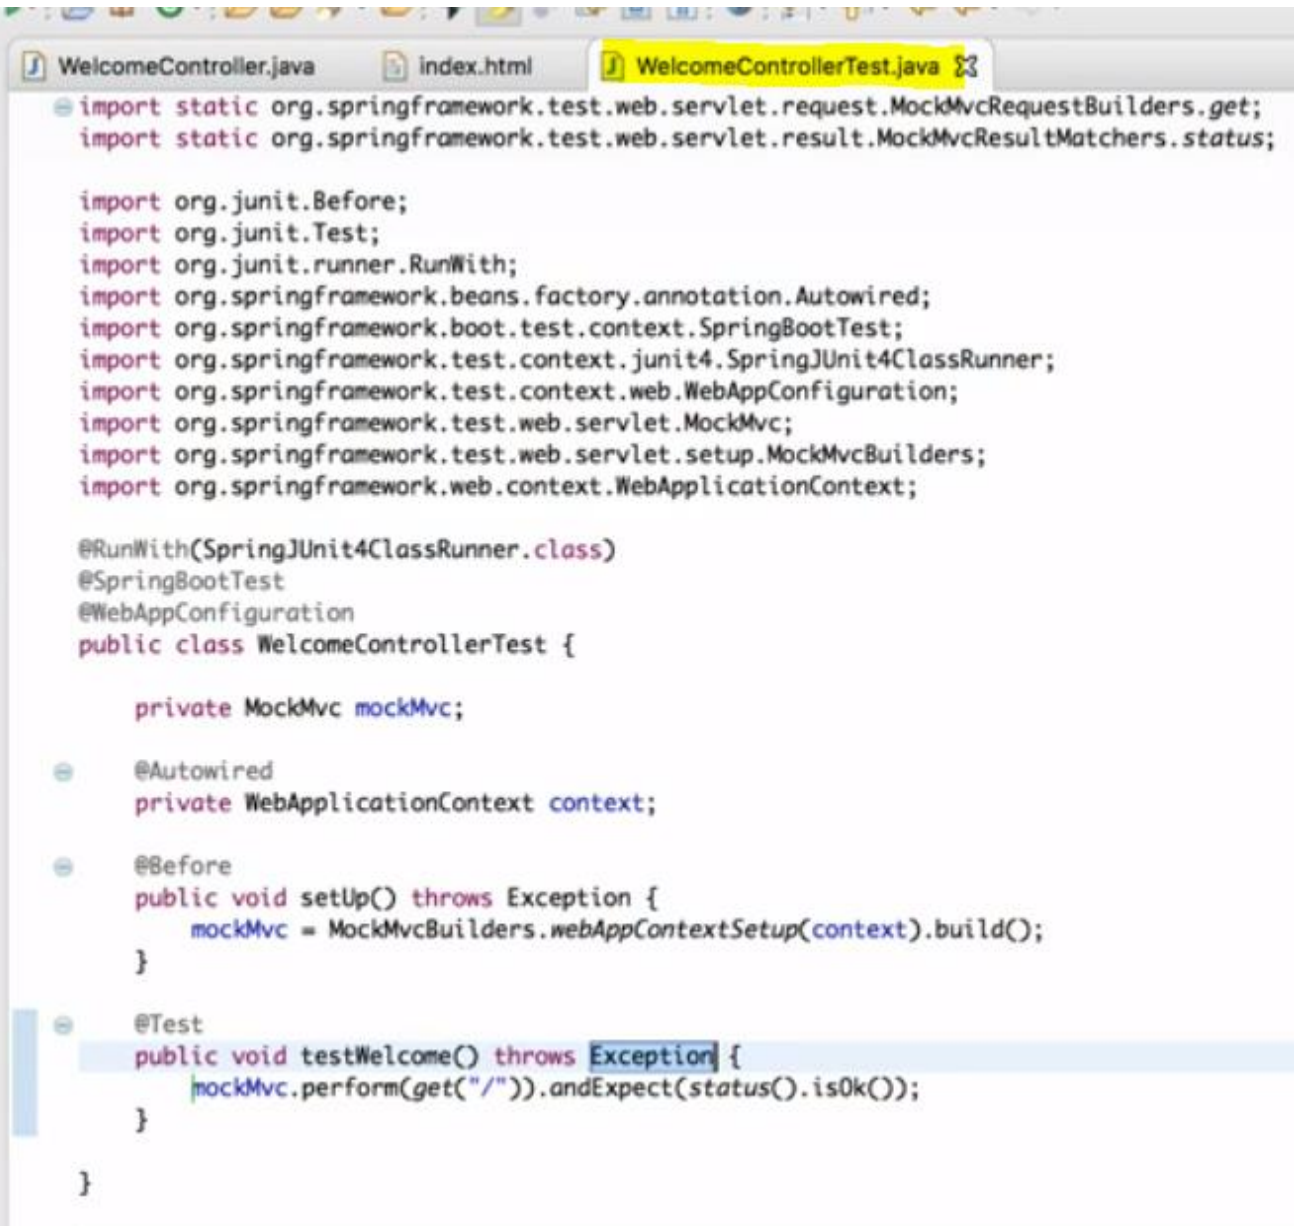 WelcomeController.java index.html WelcomeControllerTest.java
import static org.springframework.test.web.servlet.request.MockMvcRequestBuilders.get;
import static org.springframework.test.web.servlet.result.MockMvcResultMatchers.status;
import org.junit.Before;
import org.junit.Test;
import org.junit.runner.RunWith;
import org.springframework.beans.factory.annotation.Autowired;
import org.springframework.boot.test.context.SpringBootTest;
import org.springframework.test.context.junit4.SpringJUnit4ClassRunner;
import org.springframework.test.context.web.WebAppConfiguration;
import org.springframework.test.web.servlet.MockMvc;
import org.springframework.test.web.servlet.setup.MockMvcBuilders;
import org.springframework.web.context.WebApplicationContext;
@RunWith(SpringJUnit4ClassRunner.class)
@SpringBootTest
@WebAppConfiguration
public class WelcomeControllerTest {
private MockMvc mockMvc;
@Autowired
private WebApplicationContext context;
@Before
public void setUp() throws Exception {
mockMvc = MockMvcBuilders.webAppContextSetup(context).build();
}
@Test
public void testWelcome() throws Exception {
mockMvc.perform(get("/")).andExpect(status().isOk());
}
}